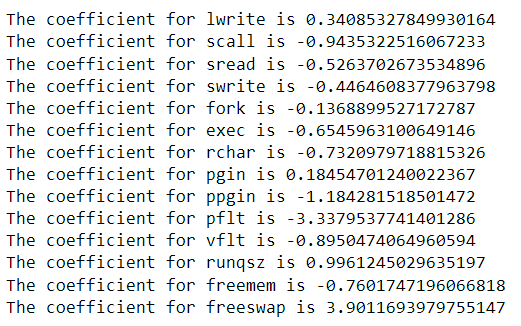 The coefficient for lwrite is 0.34085327849930164
The coefficient for scall is -0.9435322516067233
The coefficient for sread is -0.5263702673534896
The coefficient for swrite is -0.4464608377963798
The coefficient for fork is -0.1368899527172787
The coefficient for exec is -0.6545963100649146
The coefficient for rchar is -0.7320979718815326
The coefficient for pgin is 0.18454701240022367
The coefficient for ppgin is -1.184281518501472
The coefficient for pflt is -3.3379537741401286
The coefficient for vflt is -0.8950474064960594
The coefficient for runqsz is 0.9961245029635197
The coefficient for freemem is -0.7601747196066818
The coefficient for freeswap is 3.9011693979755147